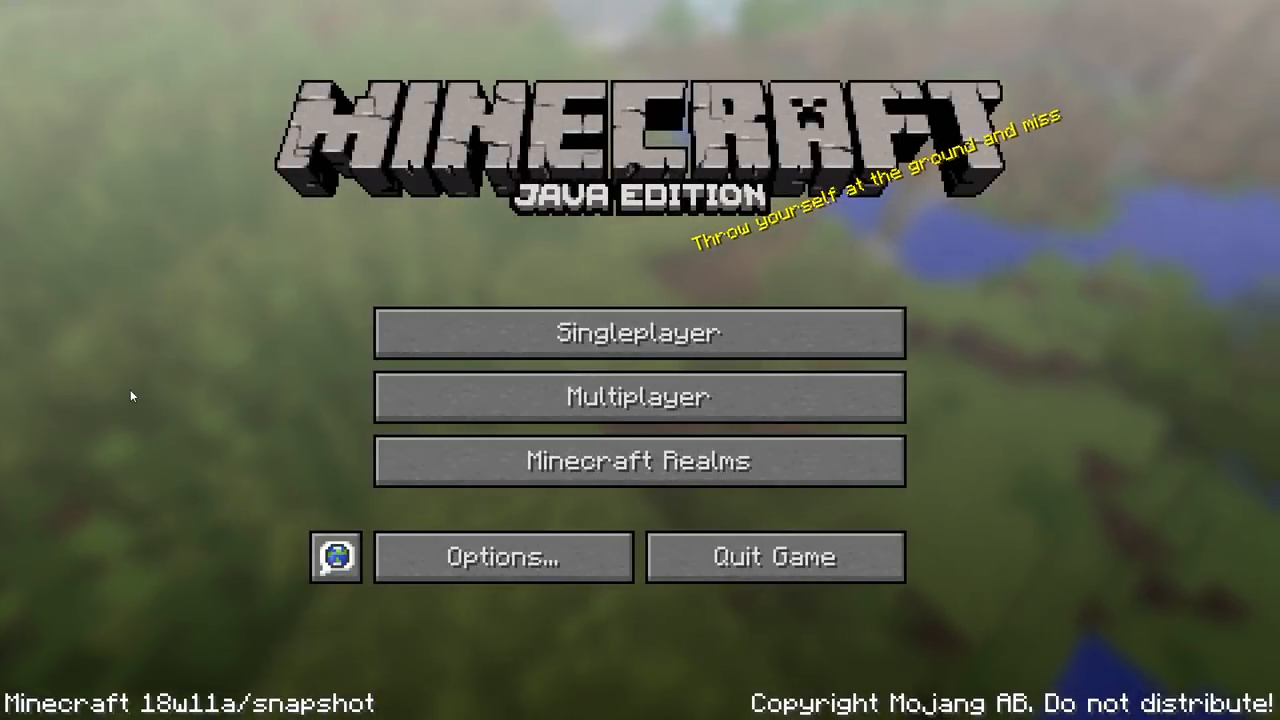 MINECRAFT
JAVA EDITION
Throw yourself at the ground and miss
Singleplayer
Multiplayer
Minecraft Realms
Options...
Quit Game
Minecraft 18w11a/snapshot
Copyright Mojang AB. Do not distribute!